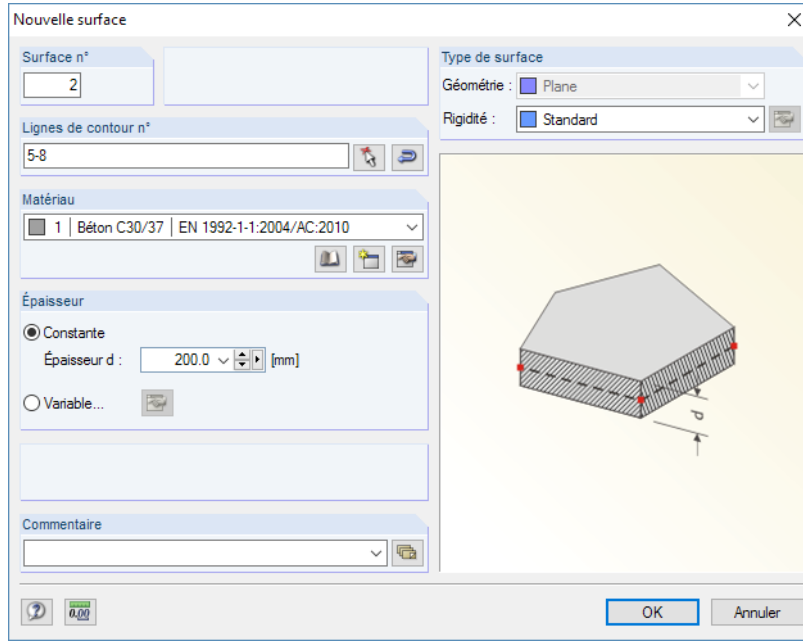 Nouvelle surface
Surface n°
2
Type de surface
Géométrie :
Plane
Rigidité :
Standard
Lignes de contour n°
5-8
Matériau
1 | Béton C30/37 | EN 1992-1-1:2004/AC:2010
Épaisseur
Constante
Épaisseur d :
200.0
[mm]
Variable...
d
Commentaire
0.00
OK
Annuler